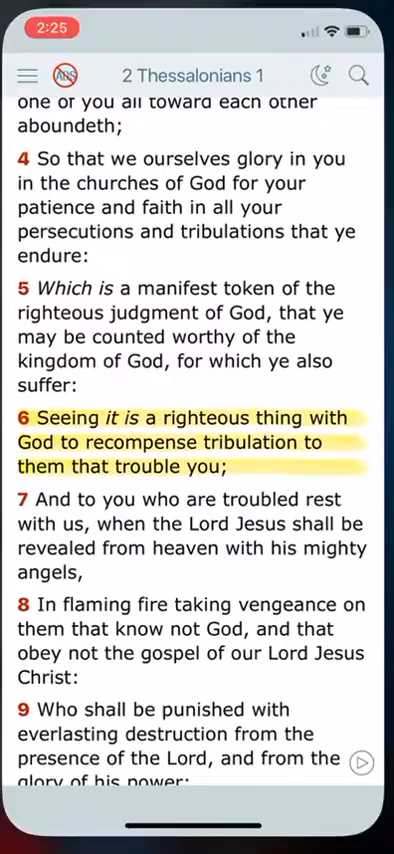 2:25
ADS
2 Thessalonians 1
one of you all toward each other
aboundeth;
4 So that we ourselves glory in you
in the churches of God for your
patience and faith in all your
persecutions and tribulations that ye
endure:
5 Which is a manifest token of the
righteous judgment of God, that ye
may be counted worthy of the
kingdom of God, for which ye also
suffer:
6 Seeing it is a righteous thing with
God to recompense tribulation to
them that trouble you;
7 And to you who are troubled rest
with us, when the Lord Jesus shall be
revealed from heaven with his mighty
angels,
8 In flaming fire taking vengeance on
them that know not God, and that
obey not the gospel of our Lord Jesus
Christ:
9 Who shall be punished with
everlasting destruction from the
presence of the Lord, and from the
glory of his power;